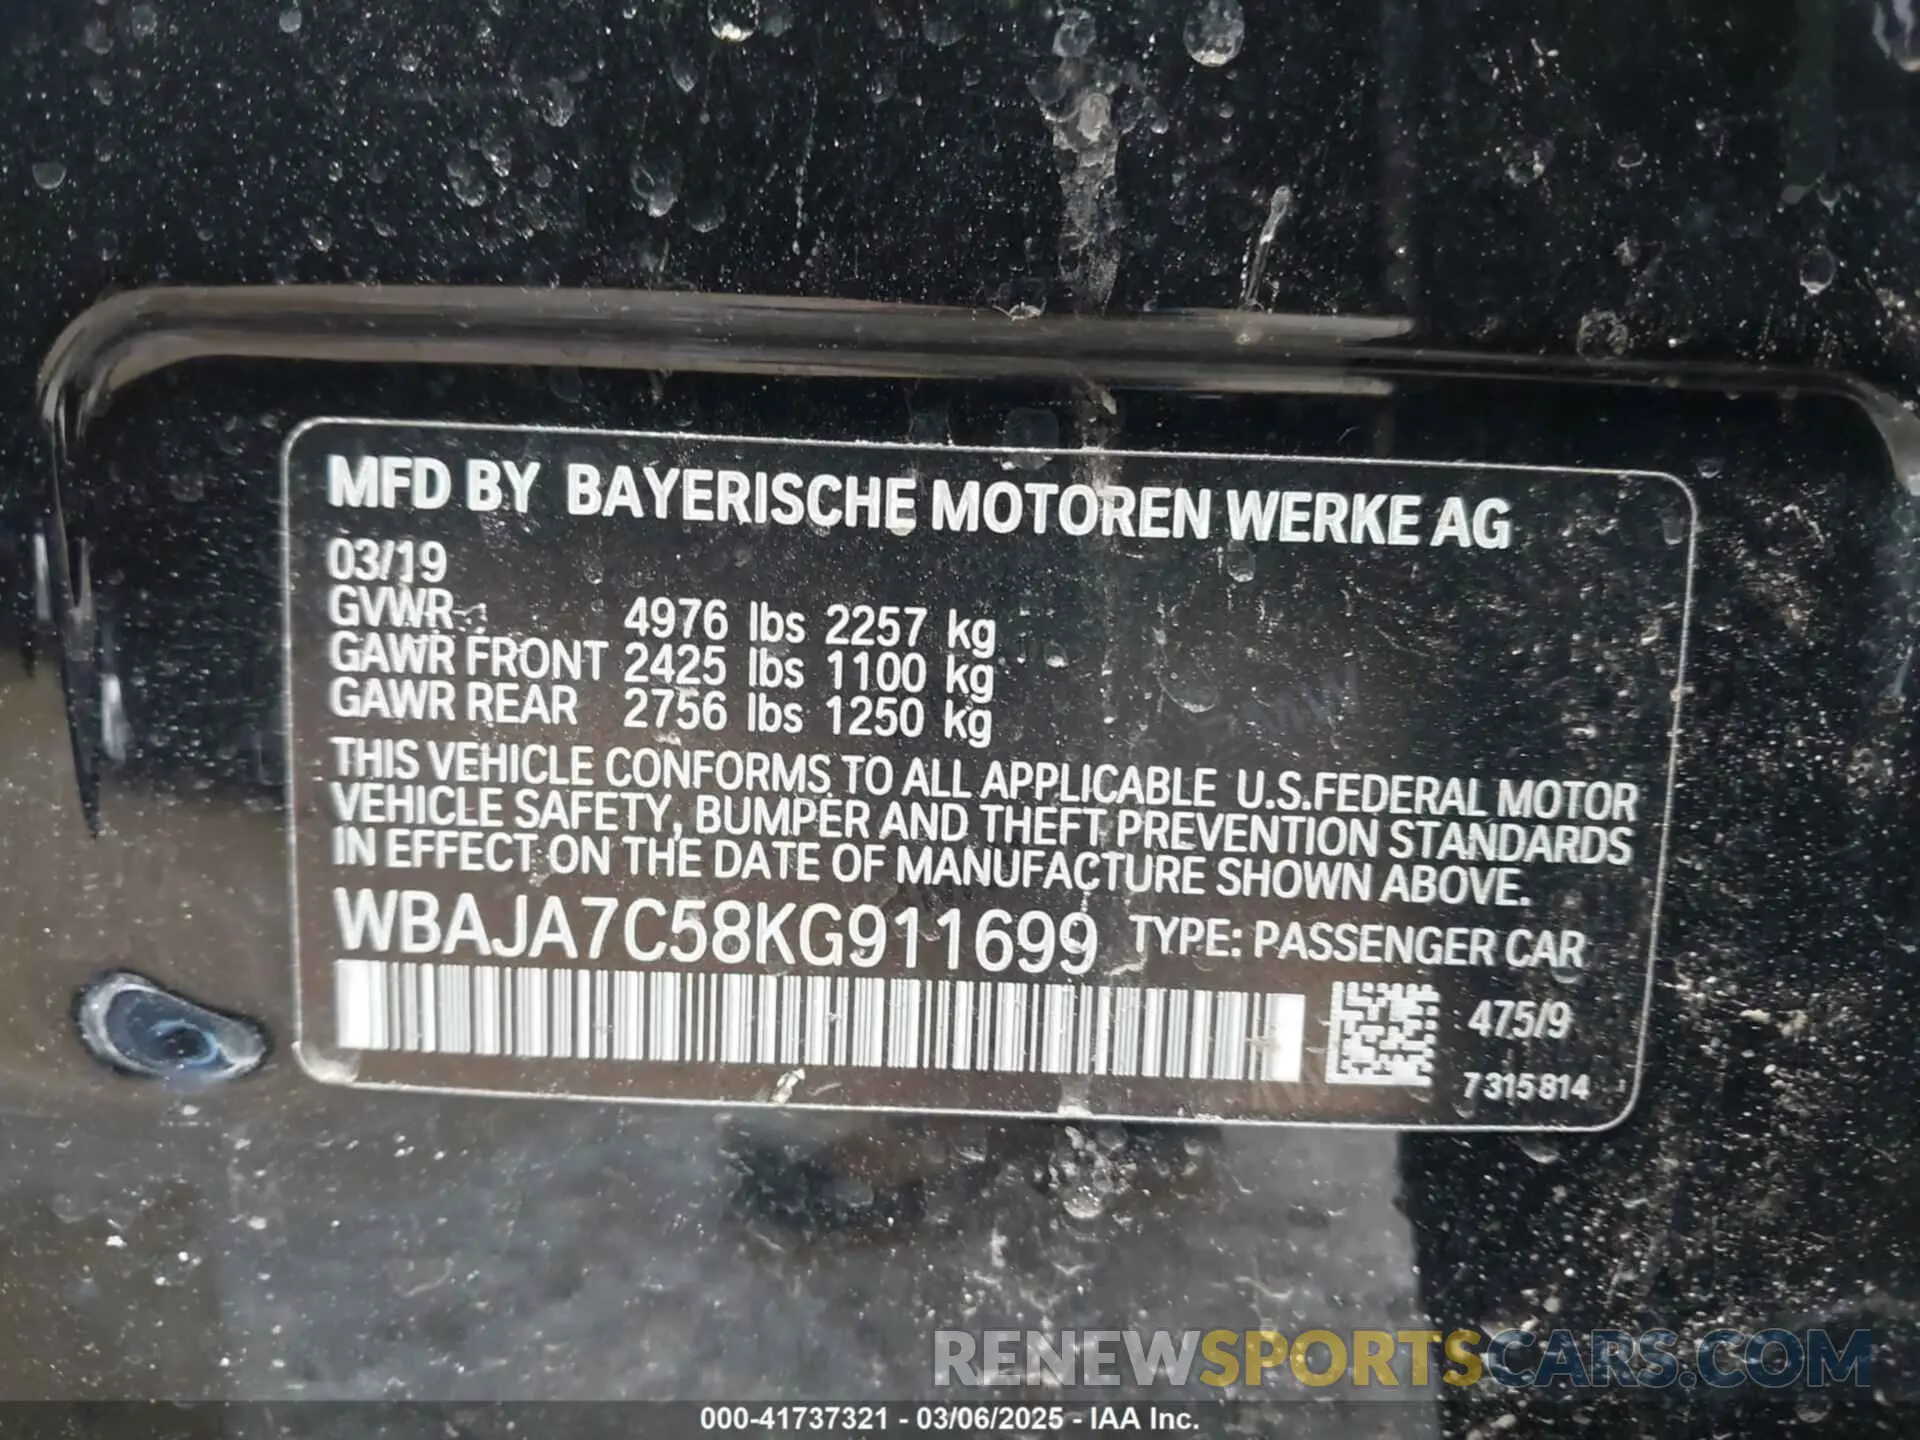 MFD BY BAYERISCHE MOTOREN WERKE AG
03/19
GVWR 4976 lbs 2257 kg
GAWR FRONT 2425 lbs 1100 kg
GAWR REAR 2756 lbs 1250 kg
THIS VEHICLE CONFORMS TO ALL APPLICABLE U.S.FEDERAL MOTOR
VEHICLE SAFETY, BUMPER AND THEFT PREVENTION STANDARDS
IN EFFECT ON THE DATE OF MANUFACTURE SHOWN ABOVE.
WBAJA7C58KG911699 TYPE: PASSENGER CAR
475/9
7315814
RENEWSPORTSCARS.COM
000-41737321 - 03/06/2025 - IAA Inc.